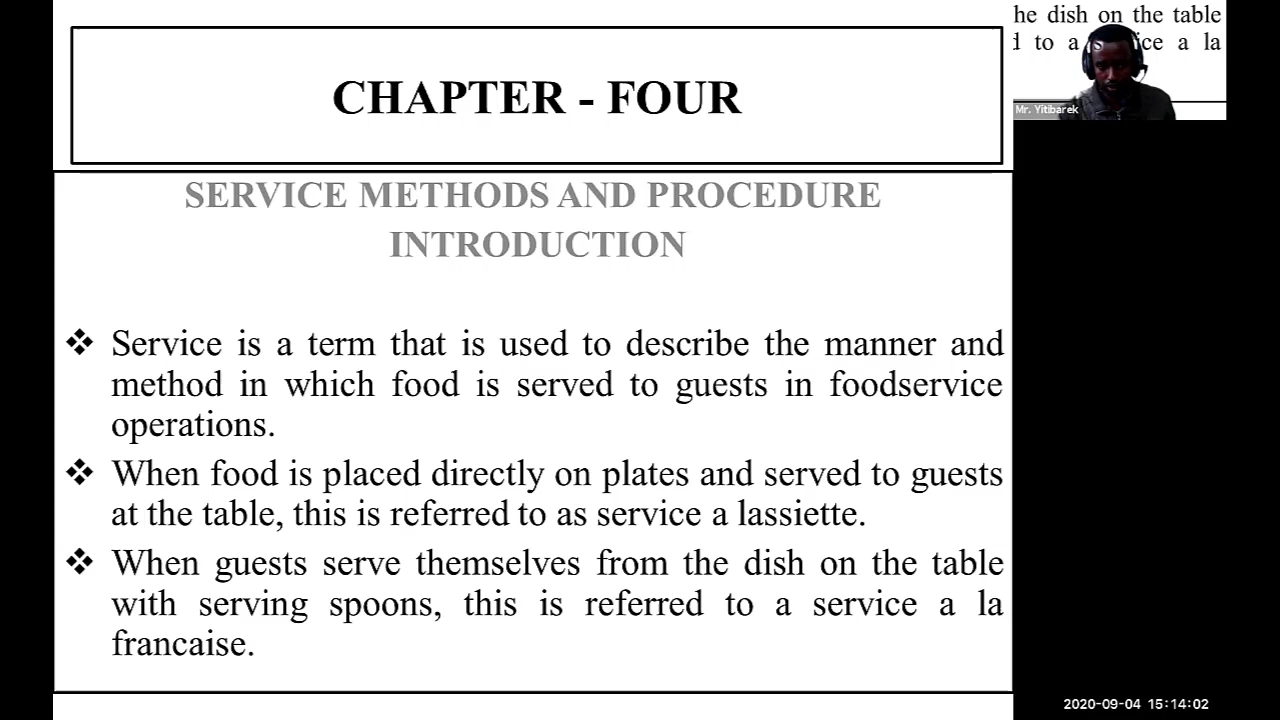 CHAPTER - FOUR
SERVICE METHODS AND PROCEDURE
INTRODUCTION
❖ Service is a term that is used to describe the manner and
method in which food is served to guests in foodservice
operations.
❖ When food is placed directly on plates and served to guests
at the table, this is referred to as service a lassiette.
❖ When guests serve themselves from the dish on the table
with serving spoons, this is referred to a service a la
francaise.
he dish on the table
to a ice a la
Mr. Yitibarek
2020-09-04 15:14:02